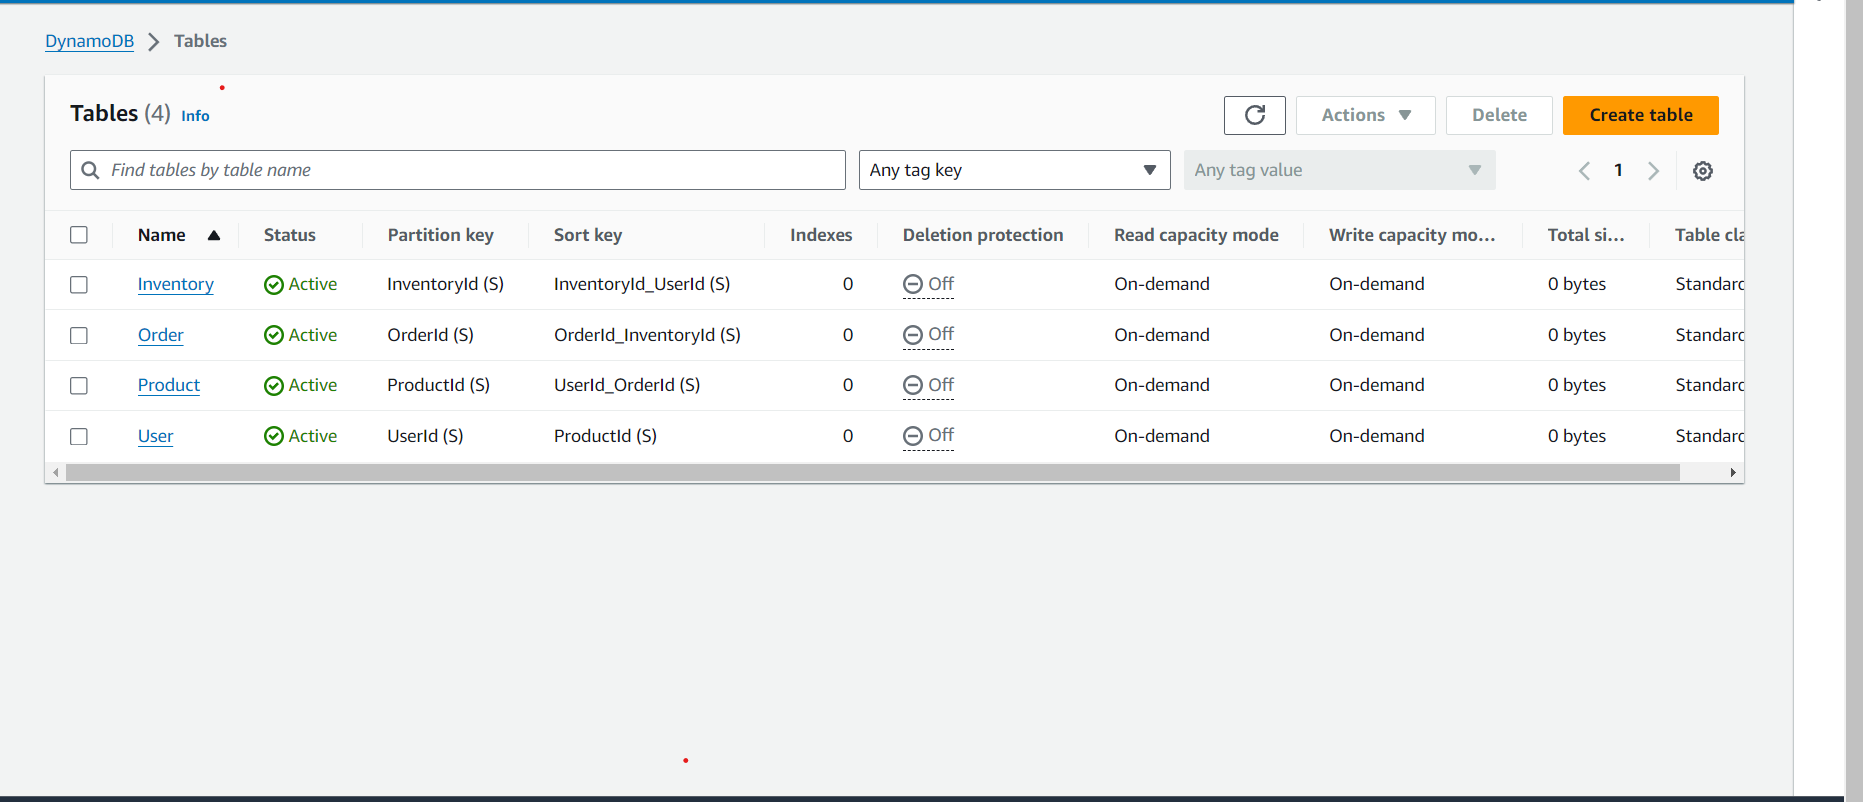 DynamoDB > Tables
Tables (4) Info
Actions Delete Create table
Find tables by table name Any tag key Any tag value 1
Name Status Partition key Sort key Indexes Deletion protection Read capacity mode Write capacity mo... Total si... Table cla
Inventory Active InventoryId (S) InventoryId_UserId (S) 0 Off On-demand On-demand 0 bytes Standard
Order Active OrderId (S) OrderId_InventoryId (S) 0 Off On-demand On-demand 0 bytes Standard
Product Active ProductId (S) UserId_OrderId (S) 0 Off On-demand On-demand 0 bytes Standard
User Active UserId (S) ProductId (S) 0 Off On-demand On-demand 0 bytes Standard